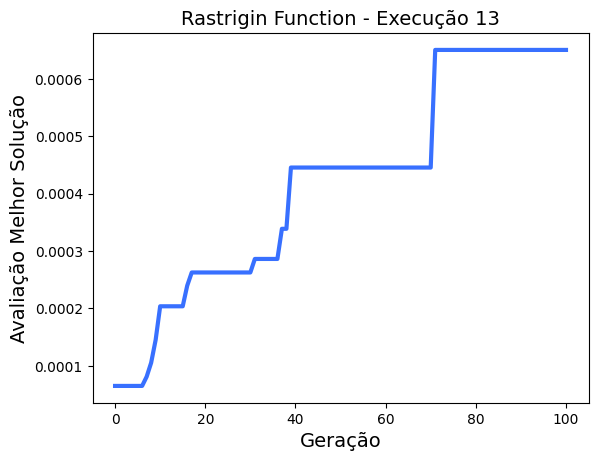 Rastrigin Function - Execução 13
Avaliação Melhor Solução
0.0006
0.0005
0.0004
0.0003
0.0002
0.0001
0 20 40 60 80 100
Geração